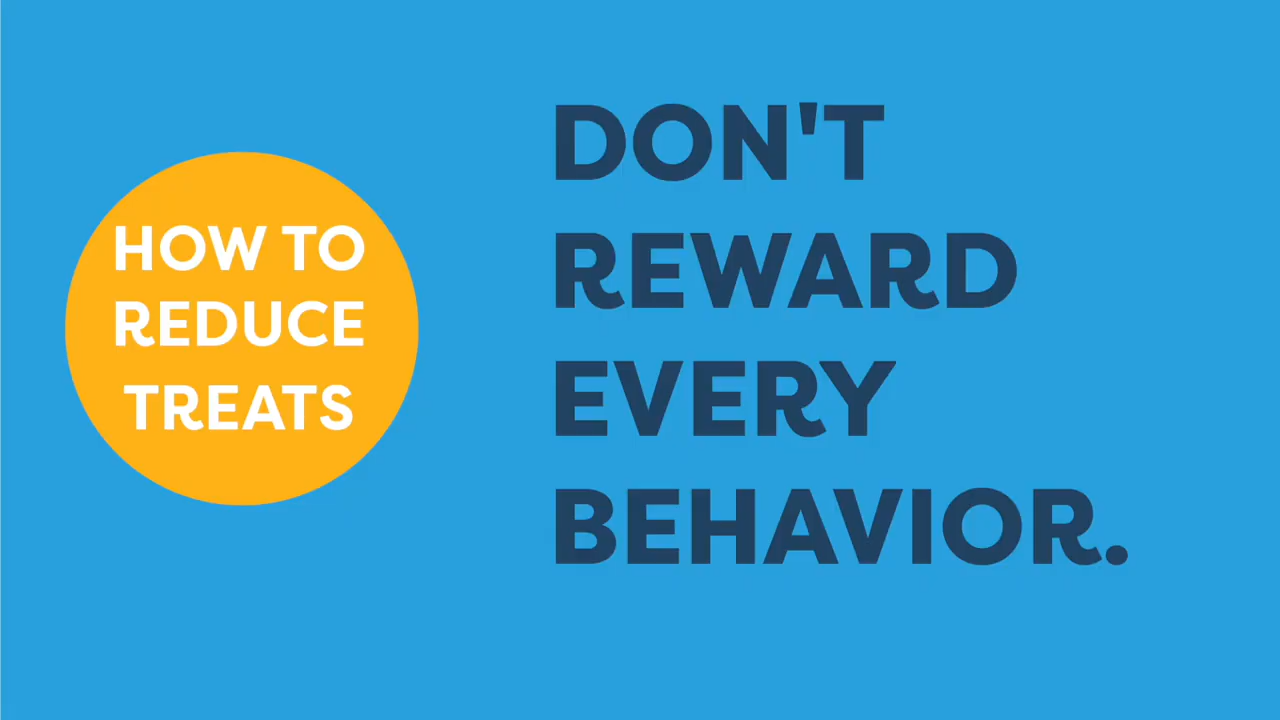 HOW TO
REDUCE
TREATS
DON'T
REWARD
EVERY
BEHAVIOR.